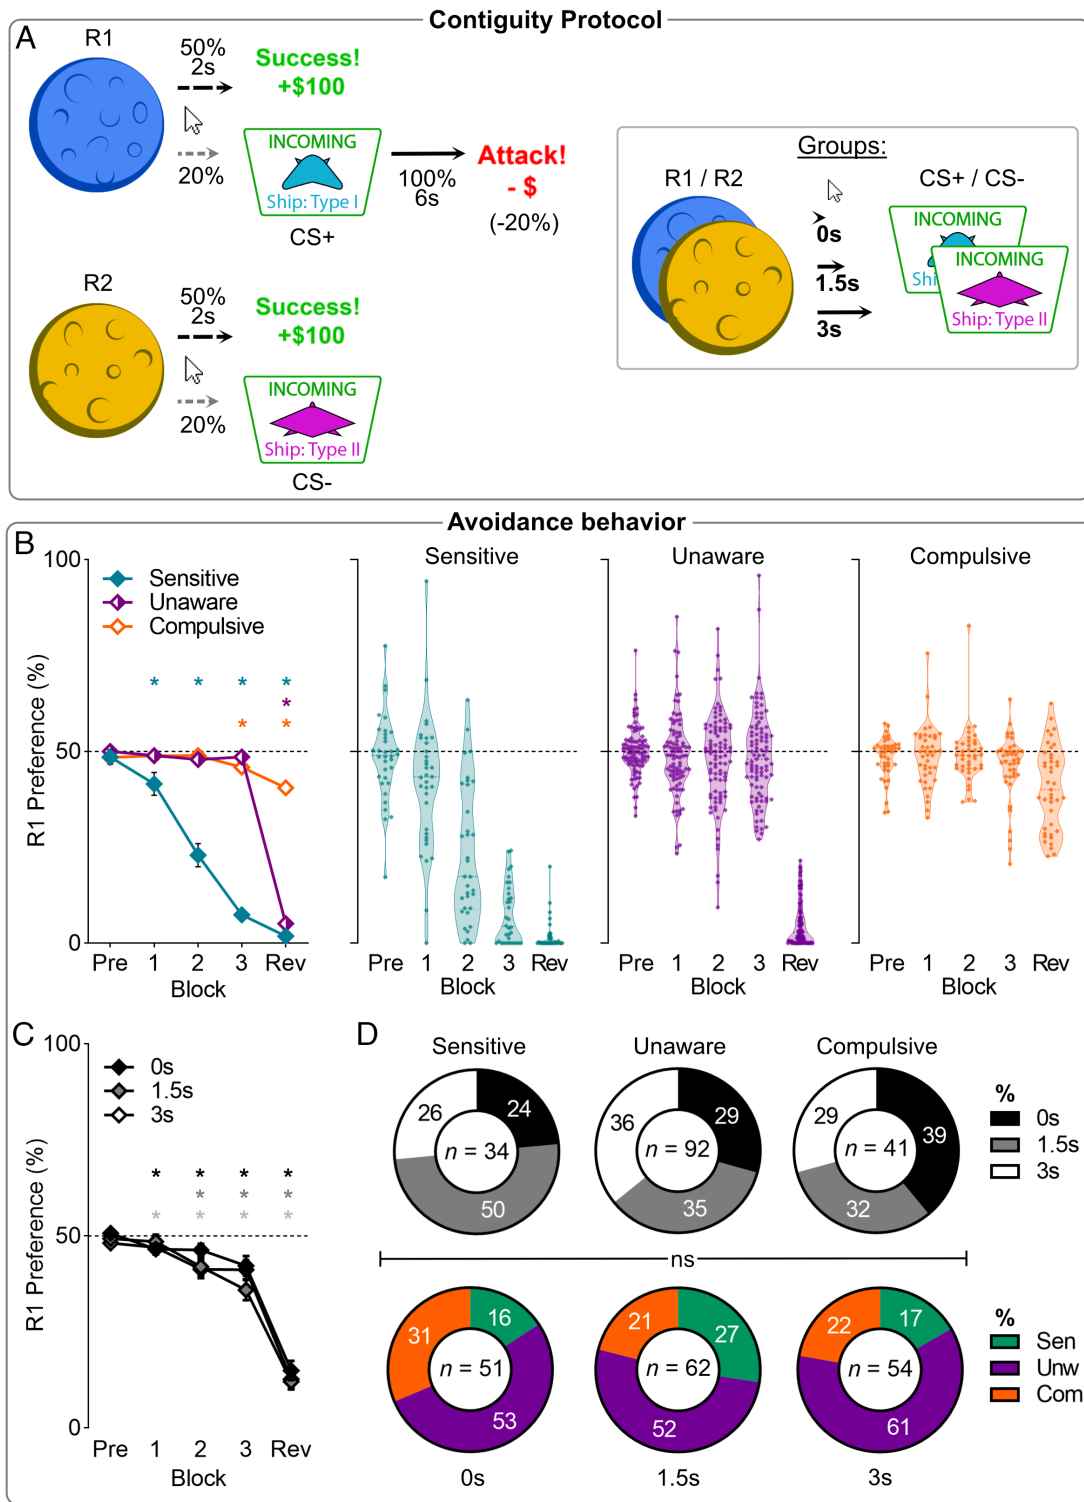 Contiguity Protocol
A
R1
50%
2s
Success!
+$100
20%
INCOMING
Ship: Type I
CS+
100%
6s
Attack!
- $
(-20%)
R2
50%
2s
Success!
+$100
20%
INCOMING
Ship: Type II
CS-
Groups:
R1 / R2
CS+ / CS-
0s
1.5s
3s
INCOMING
Shi
INCOMING
Ship: Type II
Avoidance behavior
B
R1 Preference (%)
100
50
0
Sensitive
Unaware
Compulsive
* * * *
*
* *
Pre 1 2 3 Rev
Block
Sensitive
Pre 1 2 3 Rev
Block
Unaware
Pre 1 2 3 Rev
Block
Compulsive
Pre 1 2 3 Rev
Block
C
R1 Preference (%)
100
50
0
0s
1.5s
3s
* * * *
* * *
* * * *
Pre 1 2 3 Rev
Block
D
Sensitive
26
24
n = 34
50
Unaware
36
29
n = 92
35
Compulsive
29
39
n = 41
32
%
0s
1.5s
3s
ns
31
16
n = 51
53
0s
21
27
n = 62
52
1.5s
22
17
n = 54
61
3s
%
Sen
Unw
Com